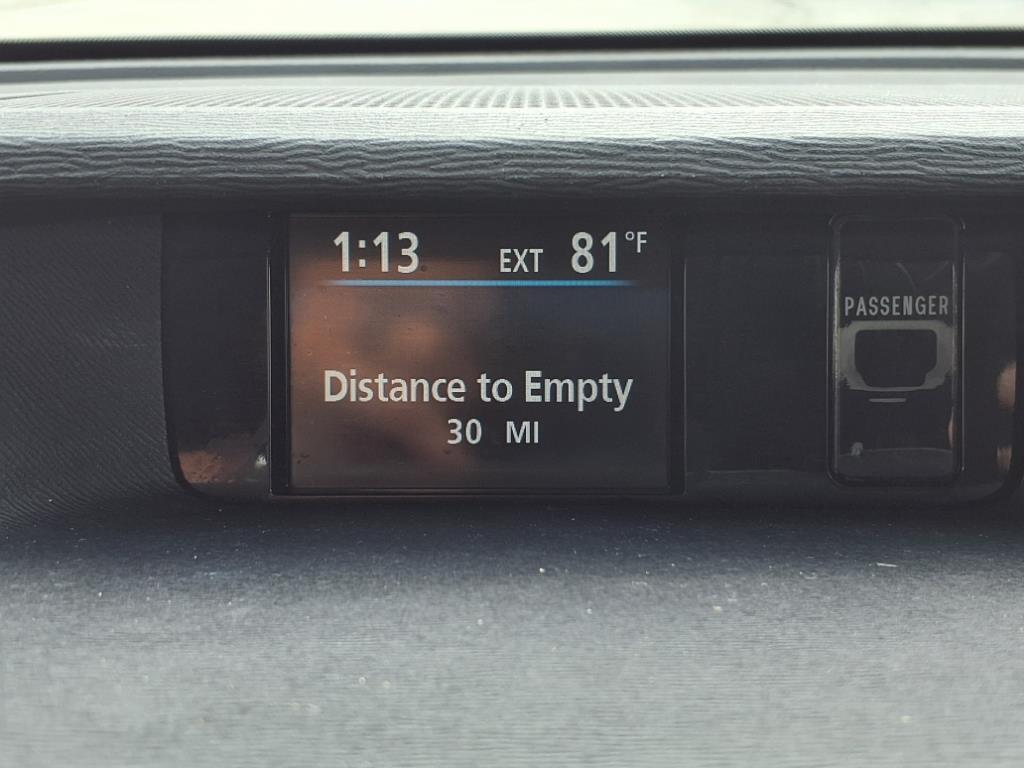 1:13 EXT 81°F
PASSENGER
Distance to Empty
30 MI